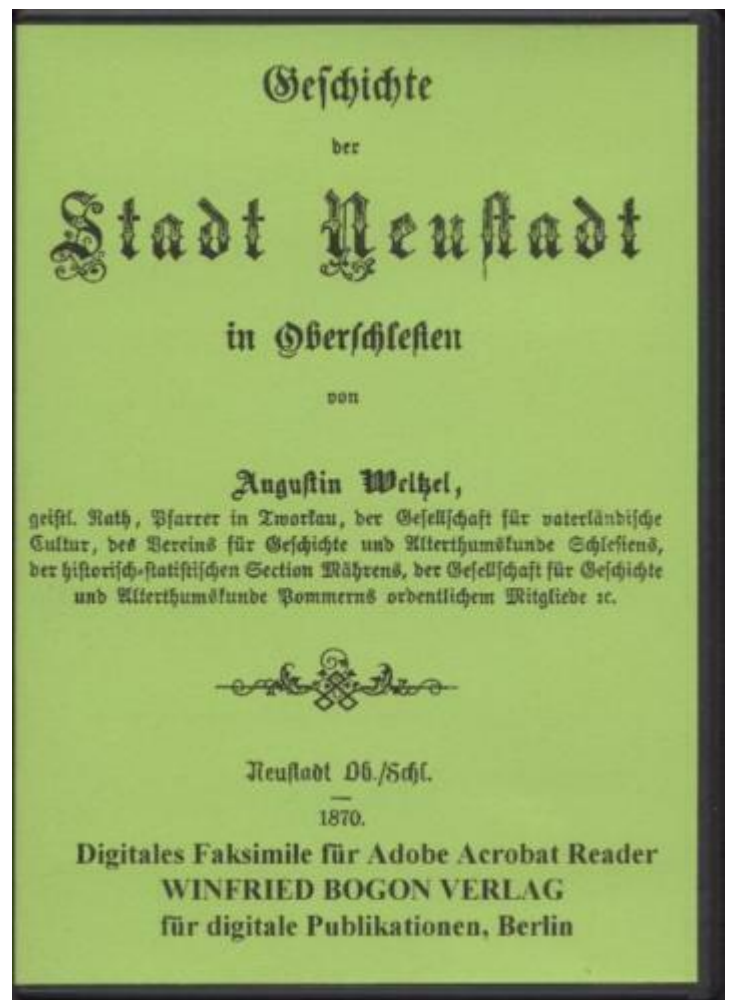 Geschichte
der
Stadt Neustadt
in Oberschlesien
von
Augustin Weltzel,
geistl. Rath, Pfarrer in Tworkau, der Gesellschaft für vaterländische
Cultur, des Vereins für Geschichte und Alterthumskunde Schlesiens,
der historisch-statistischen Section Mährens, der Gesellschaft für Geschichte
und Alterthumskunde Pommerns ordentlichem Mitgliede ꝛc.
Neustadt Ob./Schl.
1870.
Digitales Faksimile für Adobe Acrobat Reader
WINFRIED BOGON VERLAG
für digitale Publikationen, Berlin